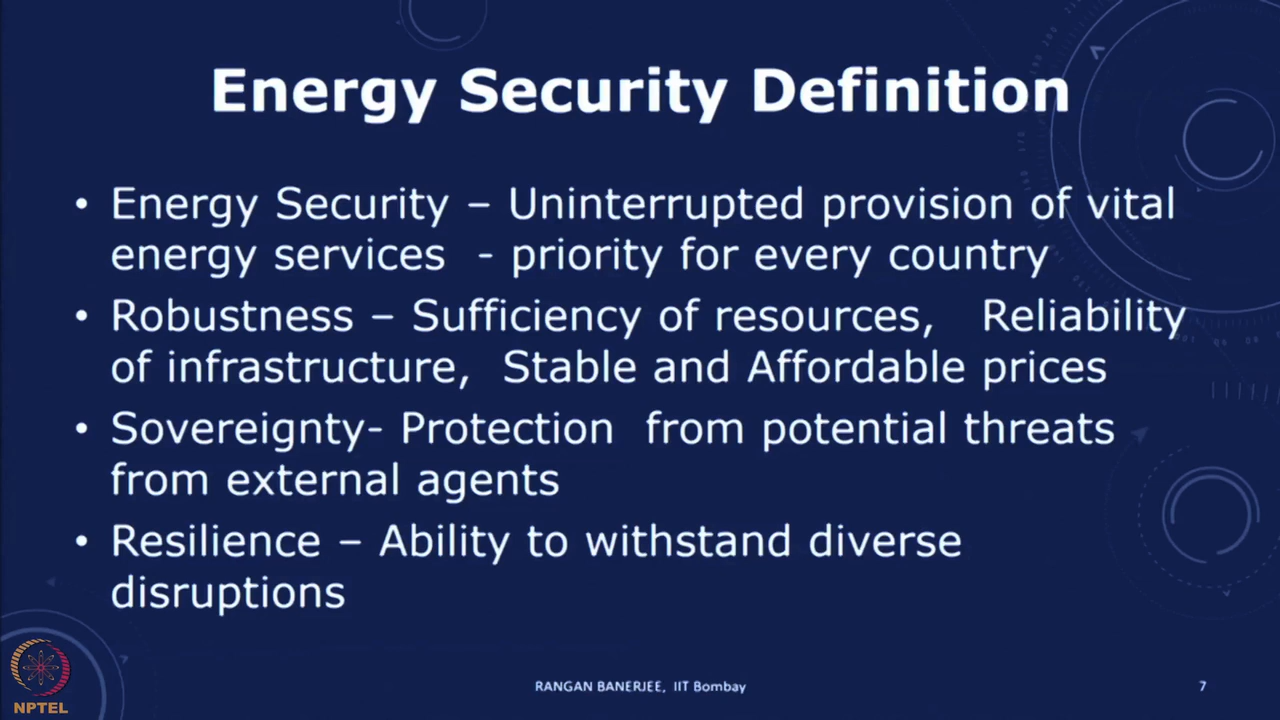 Energy Security Definition
• Energy Security – Uninterrupted provision of vital
energy services - priority for every country
• Robustness – Sufficiency of resources, Reliability
of infrastructure, Stable and Affordable prices
• Sovereignty- Protection from potential threats
from external agents
• Resilience – Ability to withstand diverse
disruptions
NPTEL
RANGAN BANERJEE, IIT Bombay
7